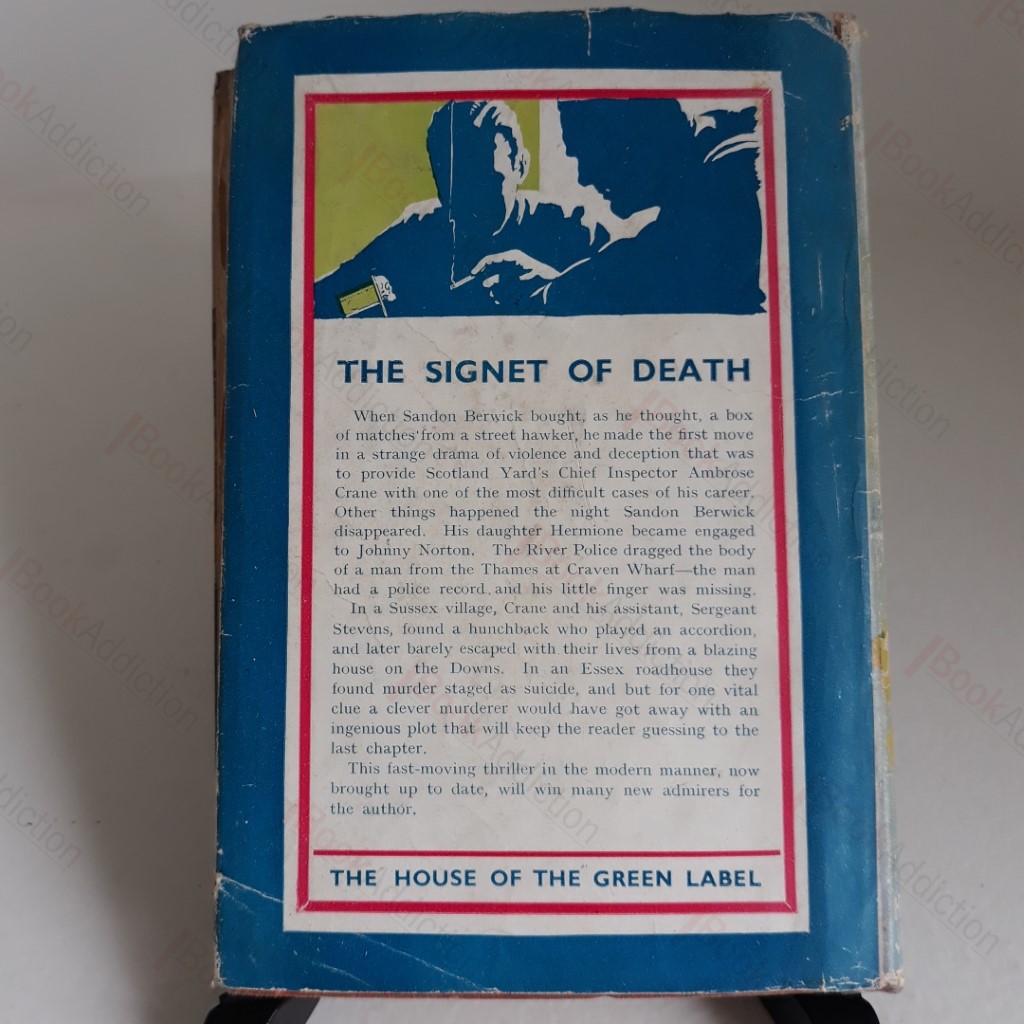 THE SIGNET OF DEATH
When Sandon Berwick bought, as he thought, a box
of matches from a street hawker, he made the first move
in a strange drama of violence and deception that was
to provide Scotland Yard's Chief Inspector Ambrose
Crane with one of the most difficult cases of his career.
Other things happened the night Sandon Berwick
disappeared. His daughter Hermione became engaged
to Johnny Norton. The River Police dragged the body
of a man from the Thames at Craven Wharf—the man
had a police record and his little finger was missing.
In a Sussex village, Crane and his assistant, Sergeant
Stevens, found a hunchback who played an accordion,
and later barely escaped with their lives from a blazing
house on the Downs. In an Essex roadhouse they
found murder staged as suicide, and but for one vital
clue a clever murderer would have got away with an
ingenious plot that will keep the reader guessing to the
last chapter.
This fast-moving thriller in the modern manner, now
brought up to date, will win many new admirers for
the author.
THE HOUSE OF THE GREEN LABEL
BookAddiction